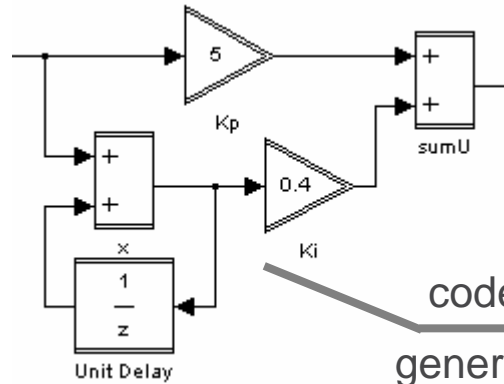 5
+
+
Kp
sumU
+
+
0.4
x
Ki
1
z
Unit Delay
code
gener